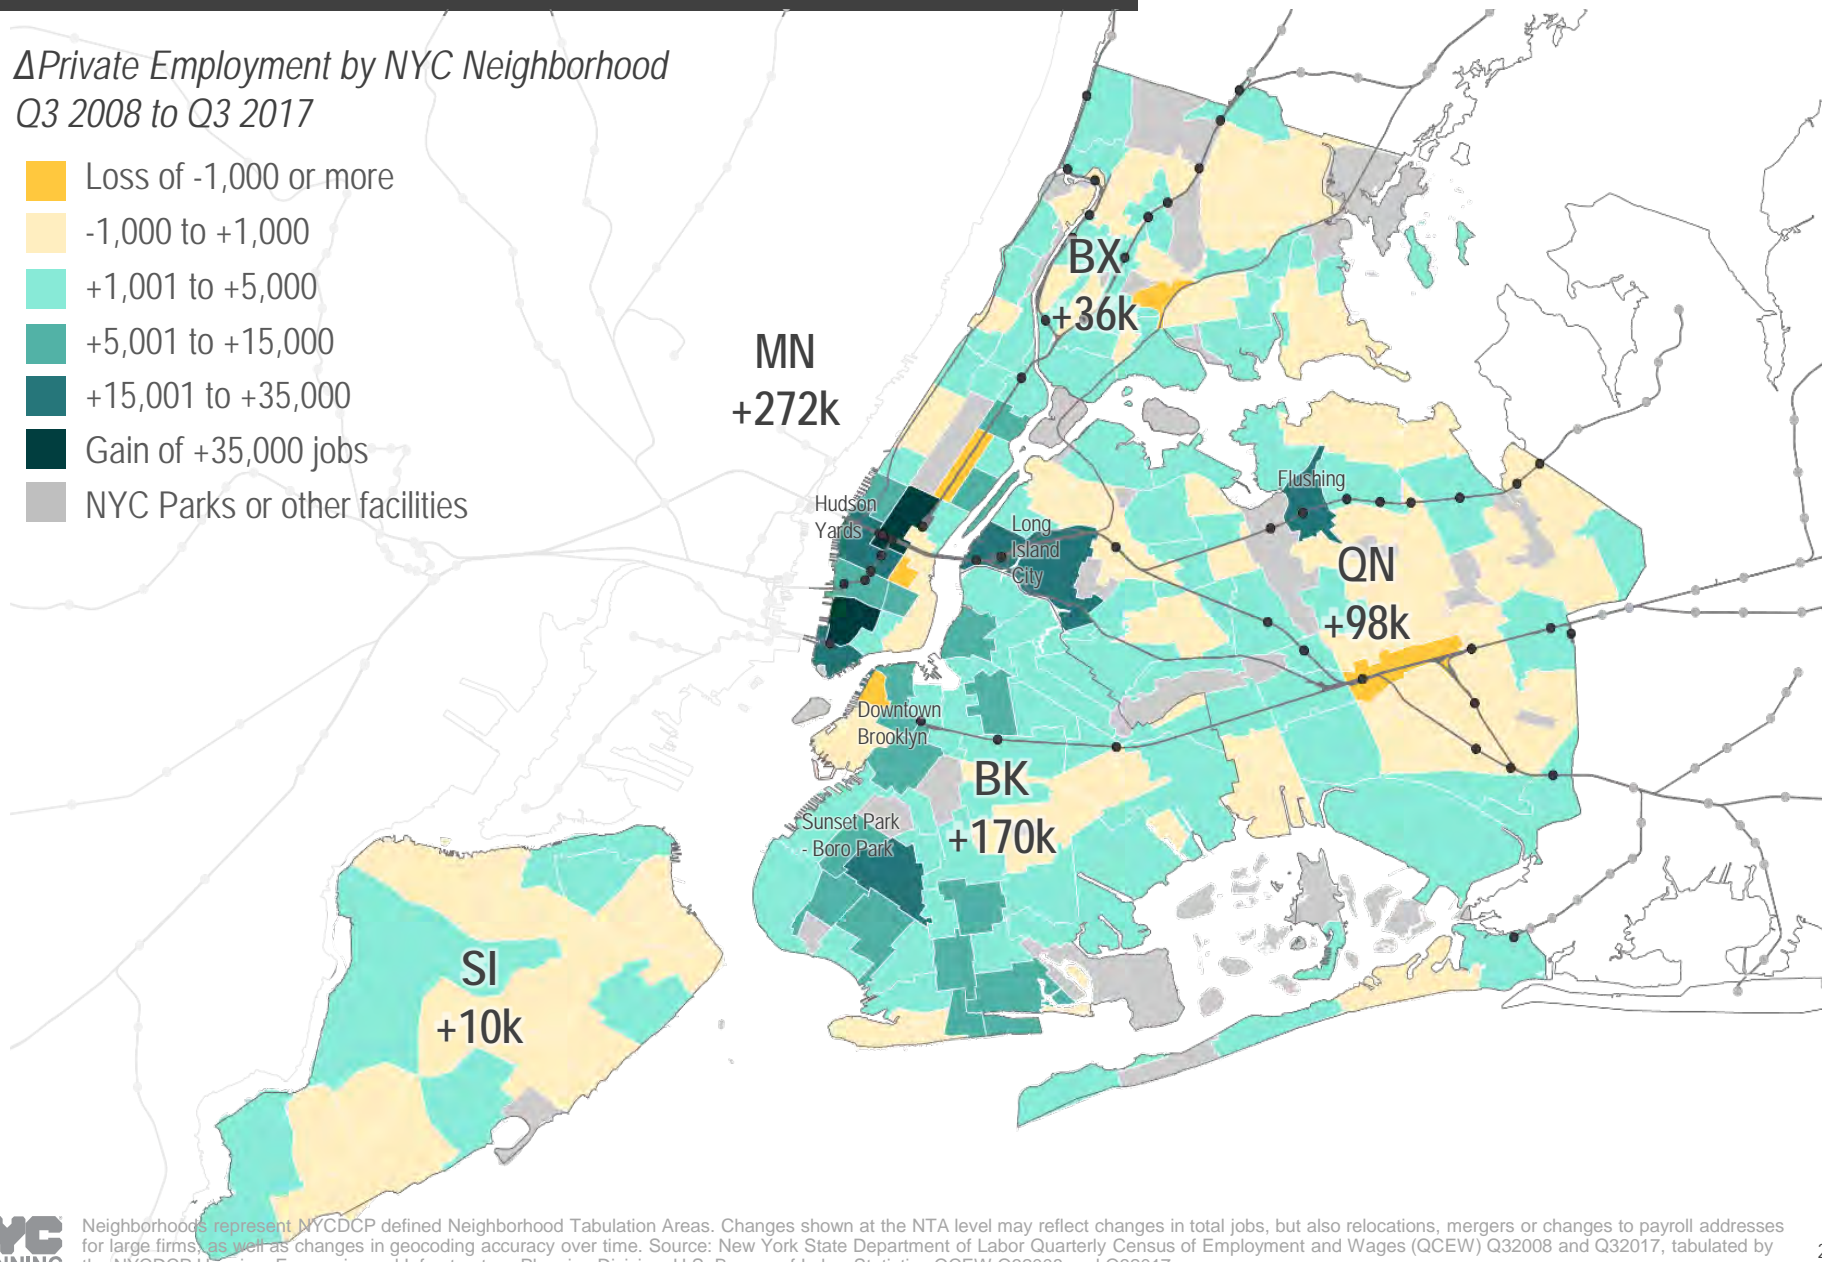 ΔPrivate Employment by NYC Neighborhood
Q3 2008 to Q3 2017
Loss of -1,000 or more
-1,000 to +1,000
+1,001 to +5,000
+5,001 to +15,000
+15,001 to +35,000
Gain of +35,000 jobs
NYC Parks or other facilities
BX
+36k
MN
+272k
Hudson
Yards
Long
Island
City
Flushing
QN
+98k
Downtown
Brooklyn
BK
+170k
Sunset Park
- Boro Park
SI
+10k
Neighborhoods represent NYCDCP defined Neighborhood Tabulation Areas. Changes shown at the NTA level may reflect changes in total jobs, but also relocations, mergers or changes to payroll addresses
for large firms, as well as changes in geocoding accuracy over time. Source: New York State Department of Labor Quarterly Census of Employment and Wages (QCEW) Q32008 and Q32017, tabulated by